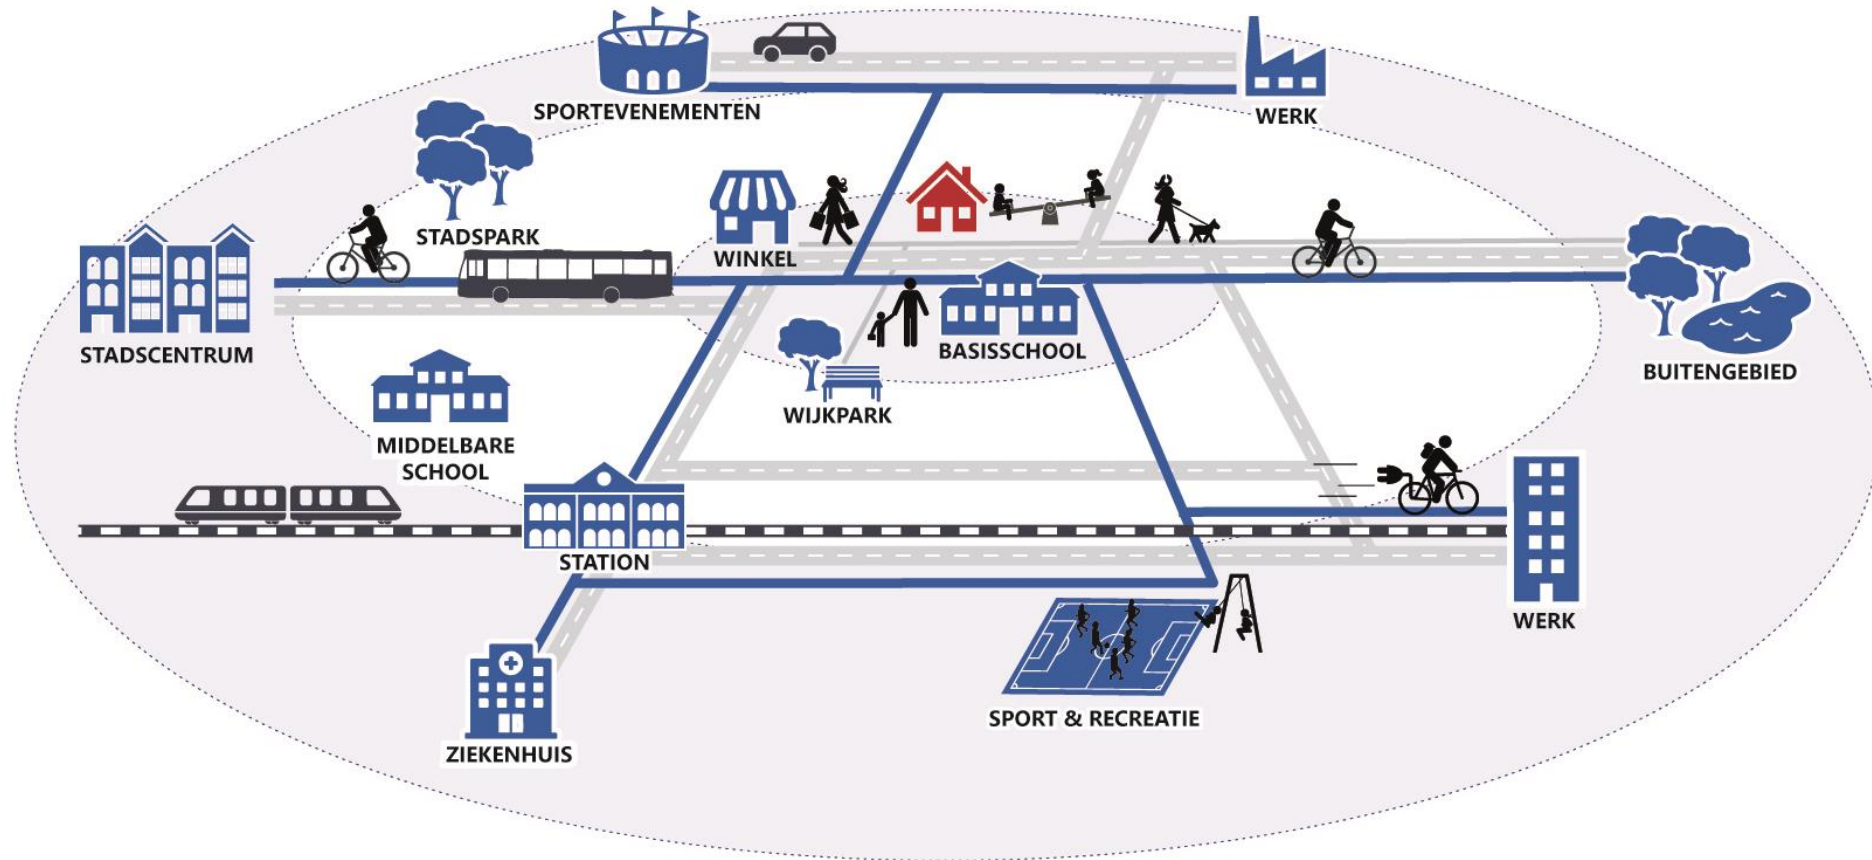 SPORTEVENEMENTEN
WERK
STADSPARK
WINKEL
STADSCENTRUM
BASISSCHOOL
BUITENGEBIED
WIJKPARK
MIDDELBARE
SCHOOL
STATION
WERK
SPORT & RECREATIE
ZIEKENHUIS